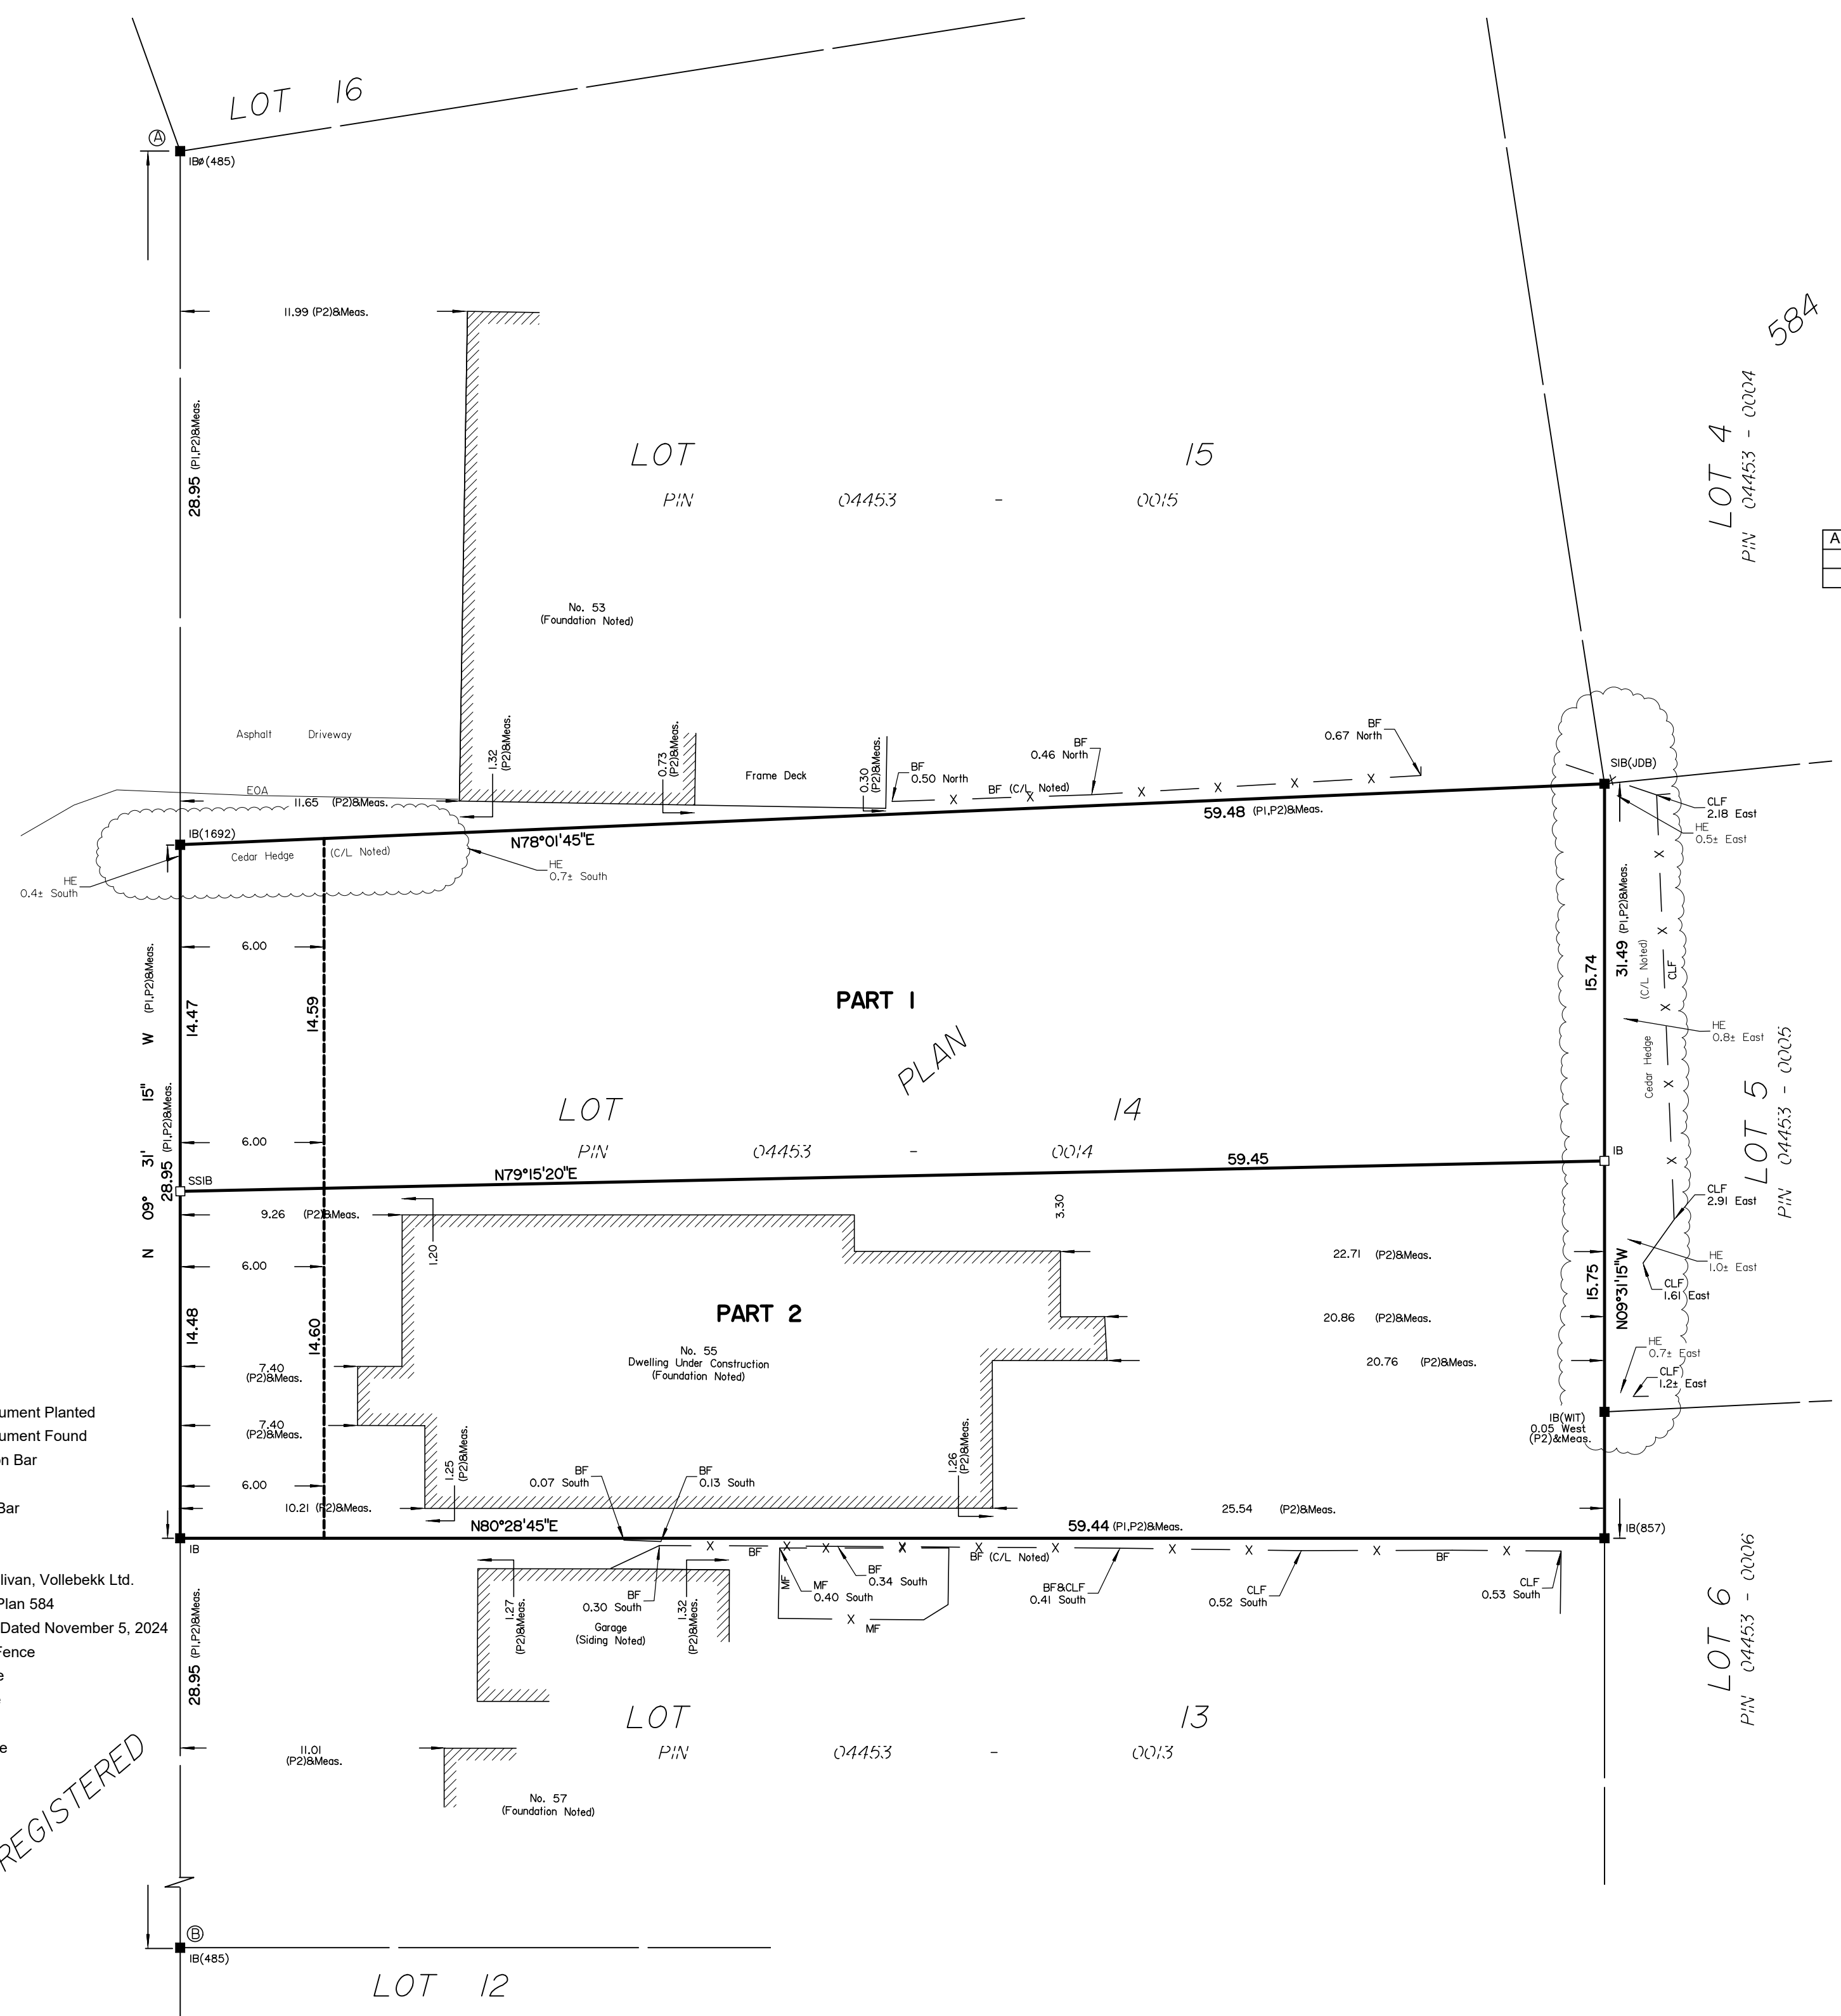 LOT 16
A
IBØ(485)
11.99 (P2)&Meas.
28.95 (P1,P2)&Meas.
LOT 15
PIN 04453 - 0015
584
LOT 4
PIN 04453 - 0004
A
No. 53
(Foundation Noted)
Asphalt Driveway
EOA
11.65 (P2)&Meas.
1.32
(P2)&Meas.
0.73
(P2)&Meas.
Frame Deck
0.30
(P2)&Meas.
BF
0.50 North
BF
0.46 North
BF
0.67 North
BF (C/L Noted)
59.48 (P1,P2)&Meas.
N78°01'45"E
SIB(JDB)
CLF
2.18 East
HE
0.5± East
IB(1692)
Cedar Hedge (C/L Noted)
HE
0.7± South
HE
0.4± South
6.00
14.47
14.59
N 09° 31' 15" W (P1,P2)&Meas.
28.95 (P1,P2)&Meas.
PART 1
PLAN
15.74
31.49 (P1,P2)&Meas.
(C/L Noted)
CLF
Cedar Hedge
HE
0.8± East
LOT 5
PIN 04453 - 0005
LOT 14
PIN 04453 - 0014
6.00
SSIB
N79°15'20"E
59.45
IB
9.26 (P2)&Meas.
1.20
3.30
CLF
2.91 East
HE
1.0± East
CLF
1.61 East
22.71 (P2)&Meas.
6.00
14.48
14.60
PART 2
No. 55
Dwelling Under Construction
(Foundation Noted)
20.86 (P2)&Meas.
20.76 (P2)&Meas.
15.75
N09°31'15"W
HE
0.7± East
CLF
1.2± East
7.40
(P2)&Meas.
7.40
(P2)&Meas.
IB(WIT)
0.05 West
(P2)&Meas.
6.00
1.25
(P2)&Meas.
1.26
(P2)&Meas.
BF
0.07 South
BF
0.13 South
10.21 (P2)&Meas.
25.54 (P2)&Meas.
N80°28'45"E
59.44 (P1,P2)&Meas.
IB(857)
IB
BF
BF (C/L Noted)
BF
BF
0.34 South
MF
0.40 South
MF
MF
BF
0.30 South
BF&CLF
0.41 South
CLF
0.52 South
CLF
0.53 South
1.27
(P2)&Meas.
1.32
(P2)&Meas.
Garage
(Siding Noted)
28.95 (P1,P2)&Meas.
LOT 13
PIN 04453 - 0013
LOT 6
PIN 04453 - 0006
11.01
(P2)&Meas.
No. 57
(Foundation Noted)
REGISTERED
B
IB(485)
LOT 12
ument Planted
ument Found
n Bar
Bar
livan, Vollebekk Ltd.
Plan 584
Dated November 5, 2024
Fence
e
e